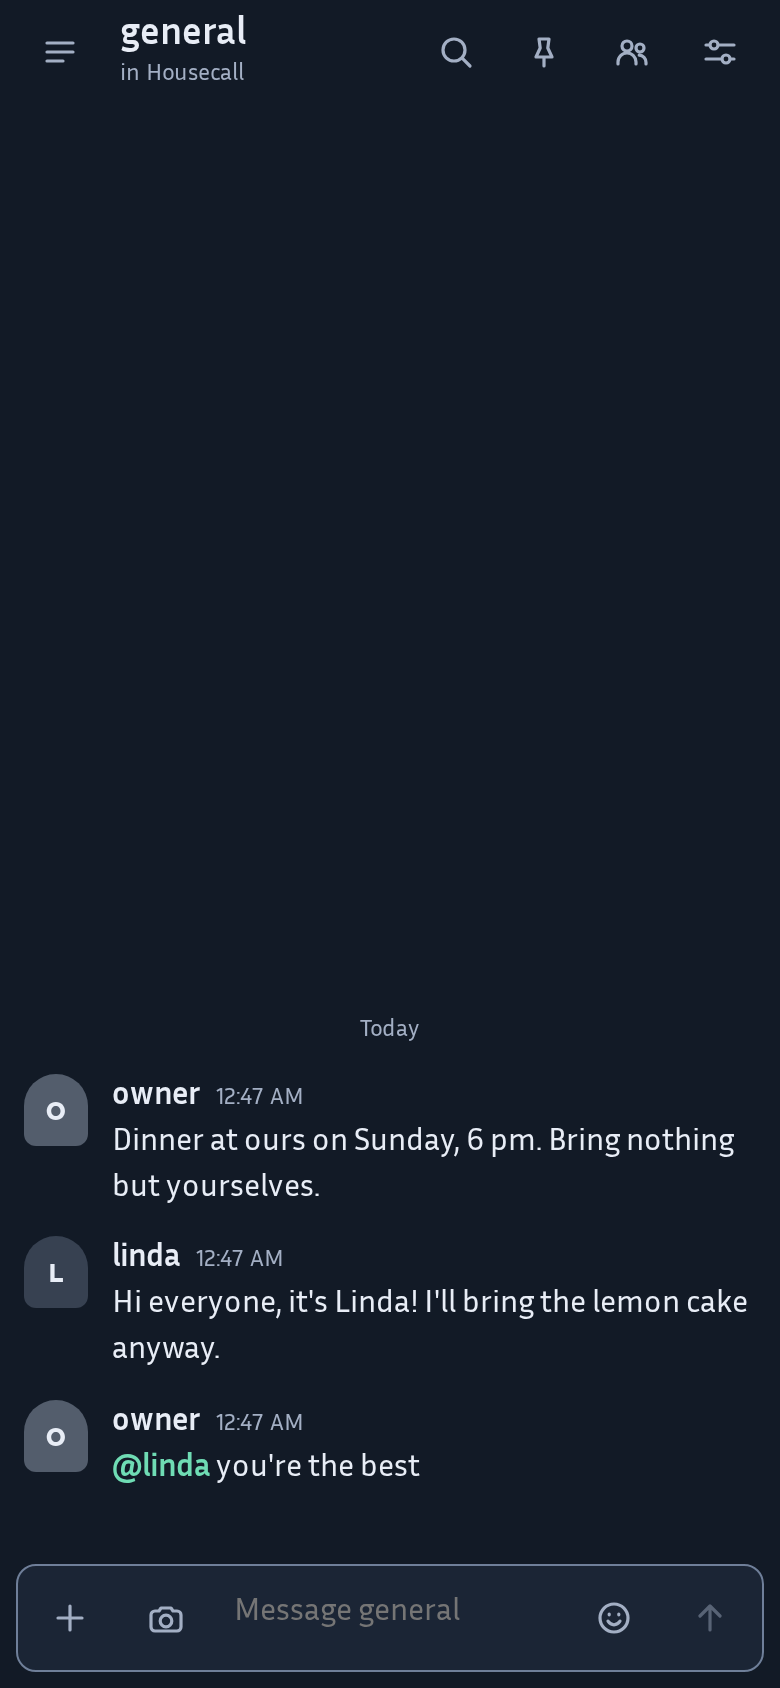 general
in Housecall
Today
O
owner 12:47 AM
Dinner at ours on Sunday, 6 pm. Bring nothing
but yourselves.
L
linda 12:47 AM
Hi everyone, it's Linda! I'll bring the lemon cake
anyway.
O
owner 12:47 AM
@linda you're the best
Message general